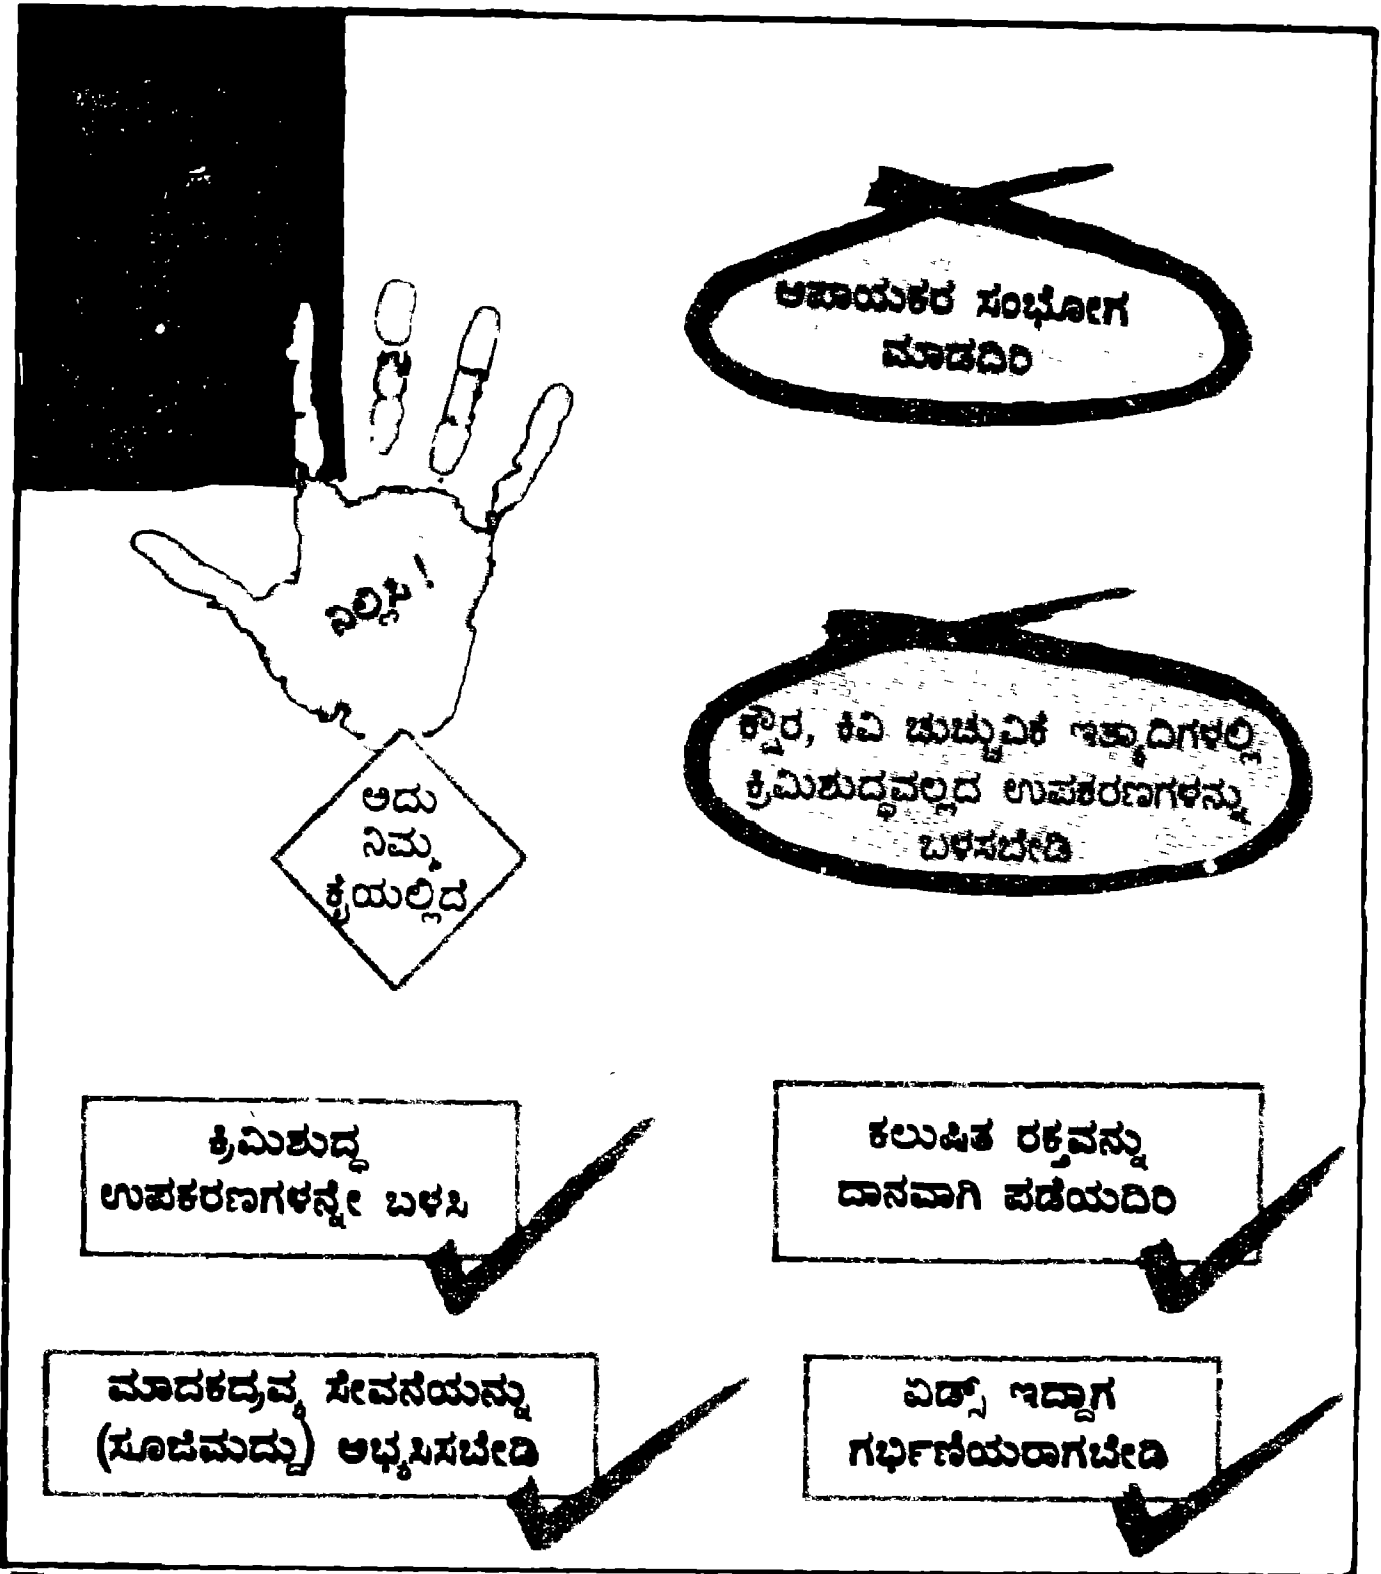 ಅಪಾಯಕರ ಸಂಭೋಗ
ಮಾಡದಿರಿ
ನಿಲ್ಲಿಸಿ !
ಕ್ಷೌರ, ಕಿವಿ ಚುಚ್ಚುವಿಕೆ ಇತ್ಯಾದಿಗಳಲ್ಲಿ
ಕ್ರಿಮಿಶುದ್ಧವಲ್ಲದ ಉಪಕರಣಗಳನ್ನು
ಬಳಸಬೇಡಿ
ಅದು
ನಿಮ್ಮ
ಕೈಯಲ್ಲಿದೆ
ಕ್ರಿಮಿಶುದ್ಧ
ಉಪಕರಣಗಳನ್ನೇ ಬಳಸಿ
ಕಲುಷಿತ ರಕ್ತವನ್ನು
ದಾನವಾಗಿ ಪಡೆಯದಿರಿ
ಮಾದಕದ್ರವ್ಯ ಸೇವನೆಯನ್ನು
(ಸೂಜಿಮದ್ದು) ಅಭ್ಯಸಿಸಬೇಡಿ
ಏಡ್ಸ್ ಇದ್ದಾಗ
ಗರ್ಭಿಣಿಯರಾಗಬೇಡಿ